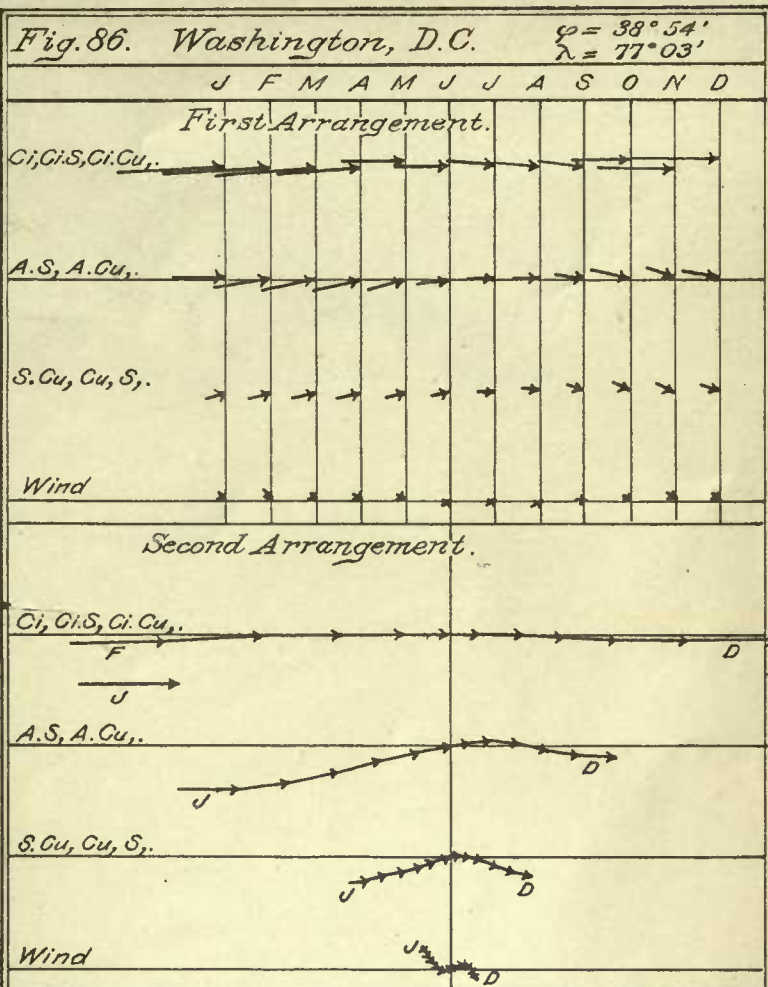 Fig. 86. Washington, D.C. φ = 38° 54'
λ = 77° 03'
J F M A M J J A S O N D
First Arrangement.
Ci, Ci.S, Ci.Cu,.
A.S, A.Cu,.
S.Cu, Cu, S,.
Wind
Second Arrangement.
Ci, Ci.S, Ci.Cu,.
F D
J
A.S, A.Cu,.
J D
S.Cu, Cu, S,.
J D
J
Wind
D